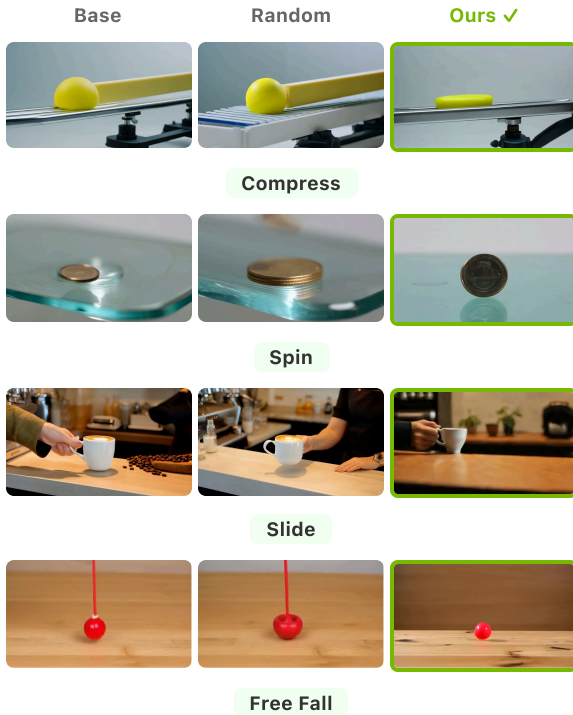 Base Random Ours ✓
Compress
Spin
Slide
Free Fall